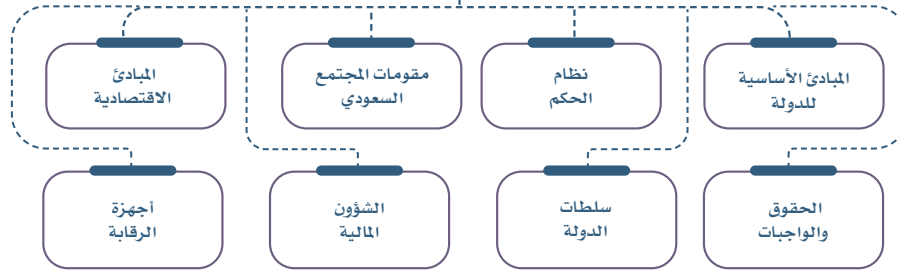 المبادئ الأساسية
للدولة
نظام
الحكم
مقومات المجتمع
السعودي
المبادئ
الاقتصادية
الحقوق
والواجبات
سلطات
الدولة
الشؤون
المالية
أجهزة
الرقابة